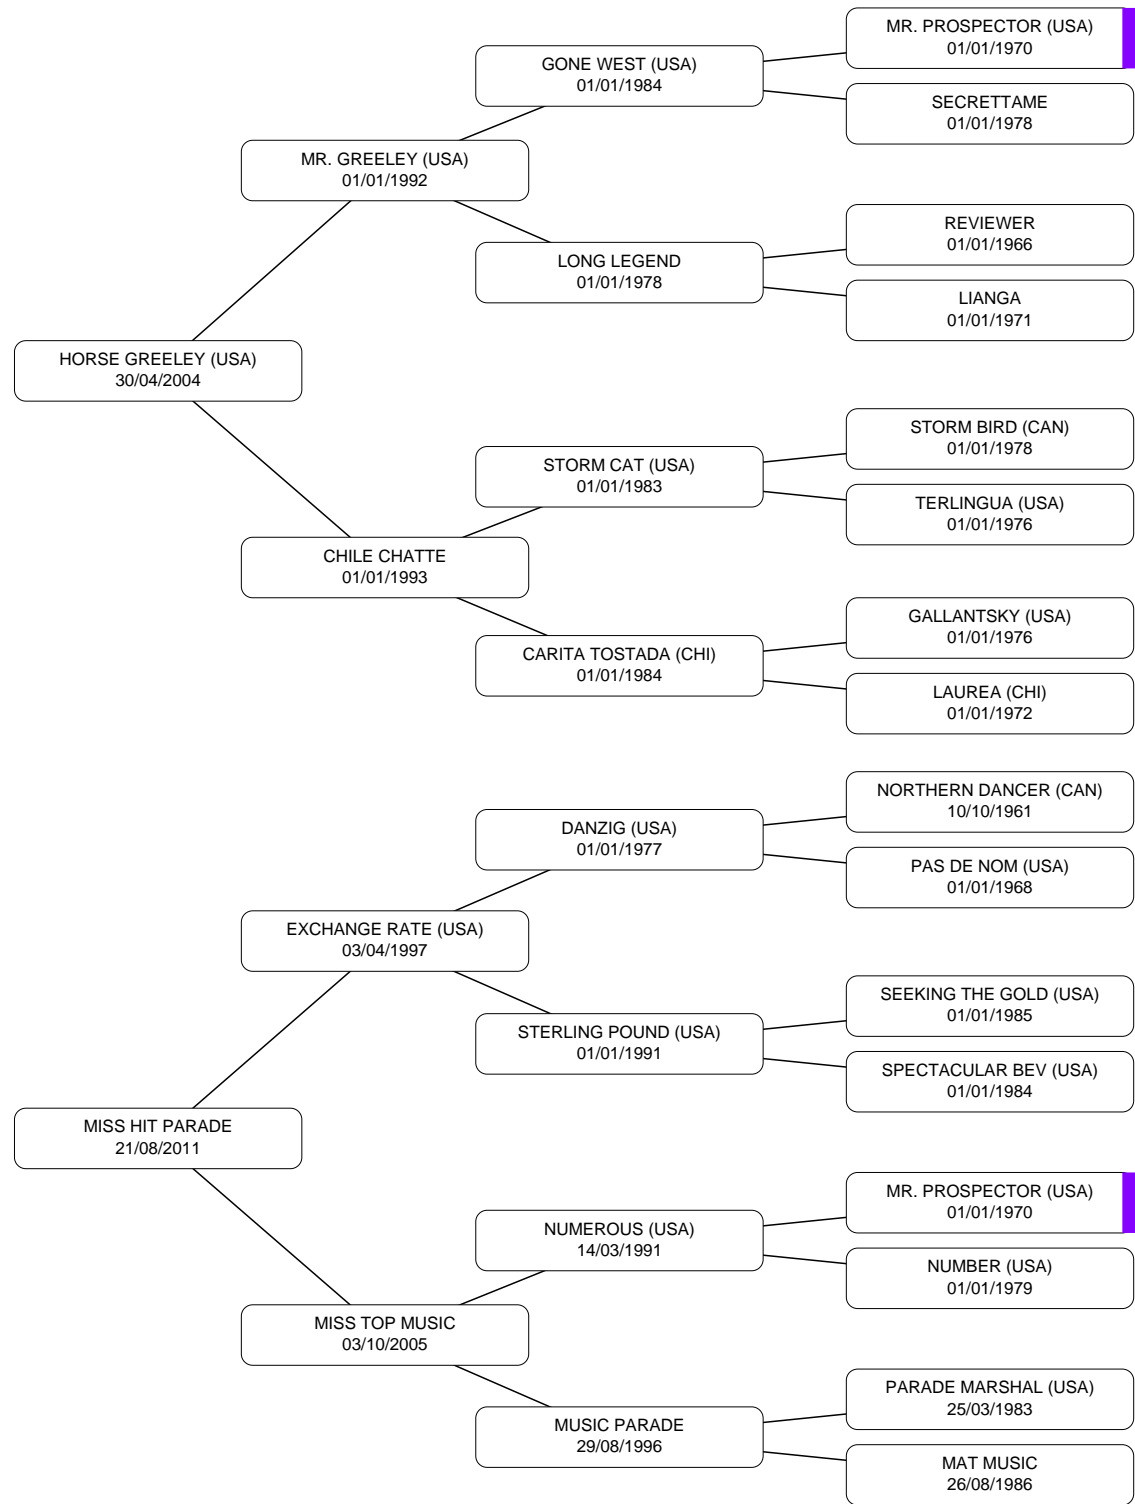 MR. PROSPECTOR (USA)
01/01/1970
GONE WEST (USA)
01/01/1984
SECRETTAME
01/01/1978
MR. GREELEY (USA)
01/01/1992
REVIEWER
01/01/1966
LONG LEGEND
01/01/1978
LIANGA
01/01/1971
HORSE GREELEY (USA)
30/04/2004
STORM BIRD (CAN)
01/01/1978
STORM CAT (USA)
01/01/1983
TERLINGUA (USA)
01/01/1976
CHILE CHATTE
01/01/1993
GALLANTSKY (USA)
01/01/1976
CARITA TOSTADA (CHI)
01/01/1984
LAUREA (CHI)
01/01/1972
NORTHERN DANCER (CAN)
10/10/1961
DANZIG (USA)
01/01/1977
PAS DE NOM (USA)
01/01/1968
EXCHANGE RATE (USA)
03/04/1997
SEEKING THE GOLD (USA)
01/01/1985
STERLING POUND (USA)
01/01/1991
SPECTACULAR BEV (USA)
01/01/1984
MISS HIT PARADE
21/08/2011
MR. PROSPECTOR (USA)
01/01/1970
NUMEROUS (USA)
14/03/1991
NUMBER (USA)
01/01/1979
MISS TOP MUSIC
03/10/2005
PARADE MARSHAL (USA)
25/03/1983
MUSIC PARADE
29/08/1996
MAT MUSIC
26/08/1986